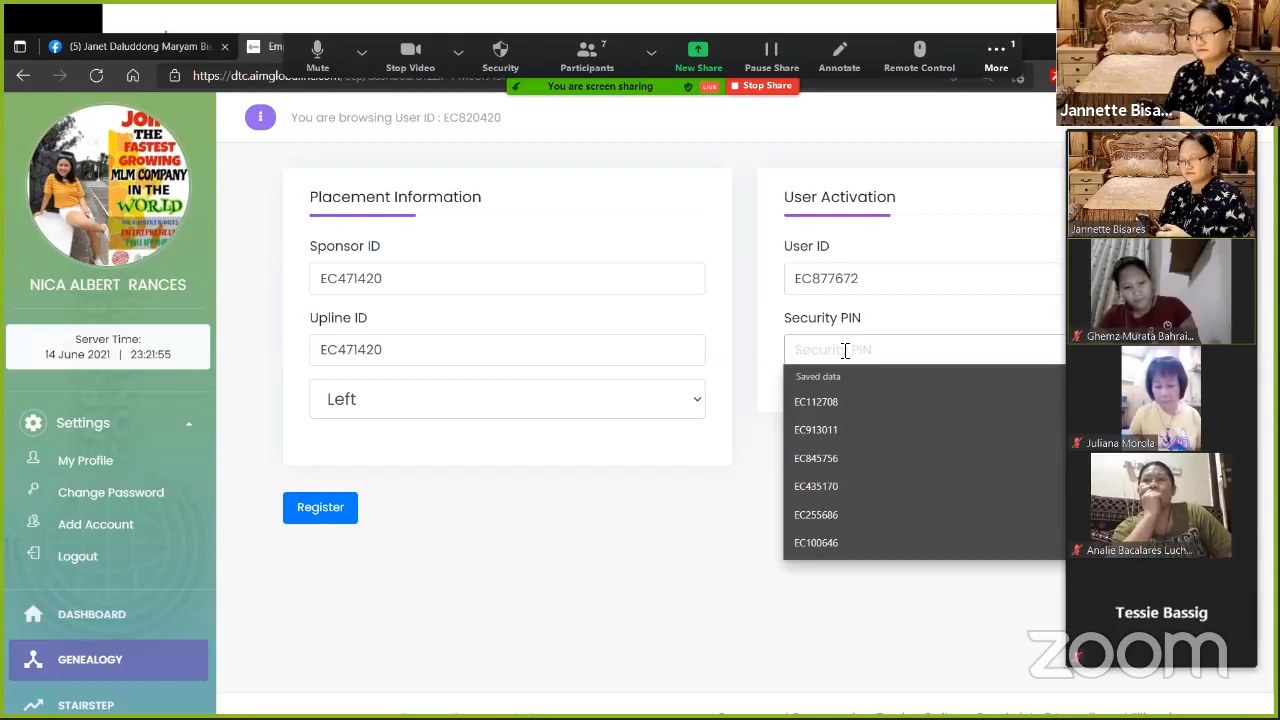 (5) Janet Daluddong Maryam Bi
Em
https://dtc.aimglobalinc.com
Mute
Stop Video
Security
7
Participants
New Share
Pause Share
Annotate
Remote Control
1
More
You are screen sharing
LIVE
Stop Share
You are browsing User ID : EC820420
JOIN
THE
FASTEST
GROWING
MLM COMPANY
IN THE
WORLD
NICA ALBERT RANCES
Server Time:
14 June 2021 | 23:21:55
Settings
My Profile
Change Password
Add Account
Logout
DASHBOARD
GENEALOGY
STAIRSTEP
Placement Information
Sponsor ID
EC471420
Upline ID
EC471420
Left
Register
User Activation
User ID
EC877672
Security PIN
Security PIN
Saved data
EC112708
EC913011
EC845756
EC435170
EC255686
EC100646
Jannette Bisa...
Jannette Bisares
Ghemz Murata Bahrai...
Juliana Morola
Analie Bacalares Luch...
Tessie Bassig
zoom